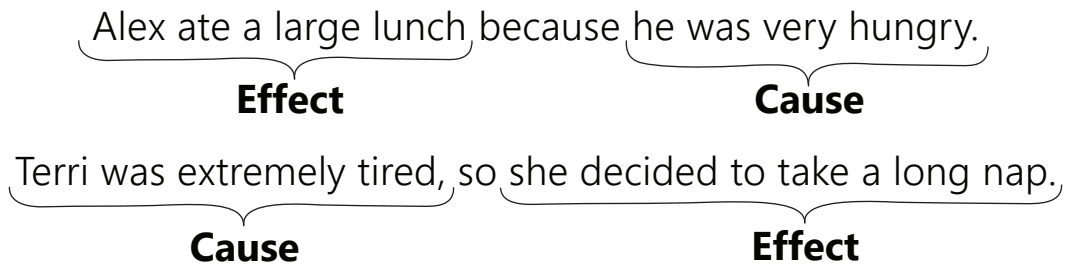 Alex ate a large lunch because he was very hungry.
Effect Cause
Terri was extremely tired, so she decided to take a long nap.
Cause Effect